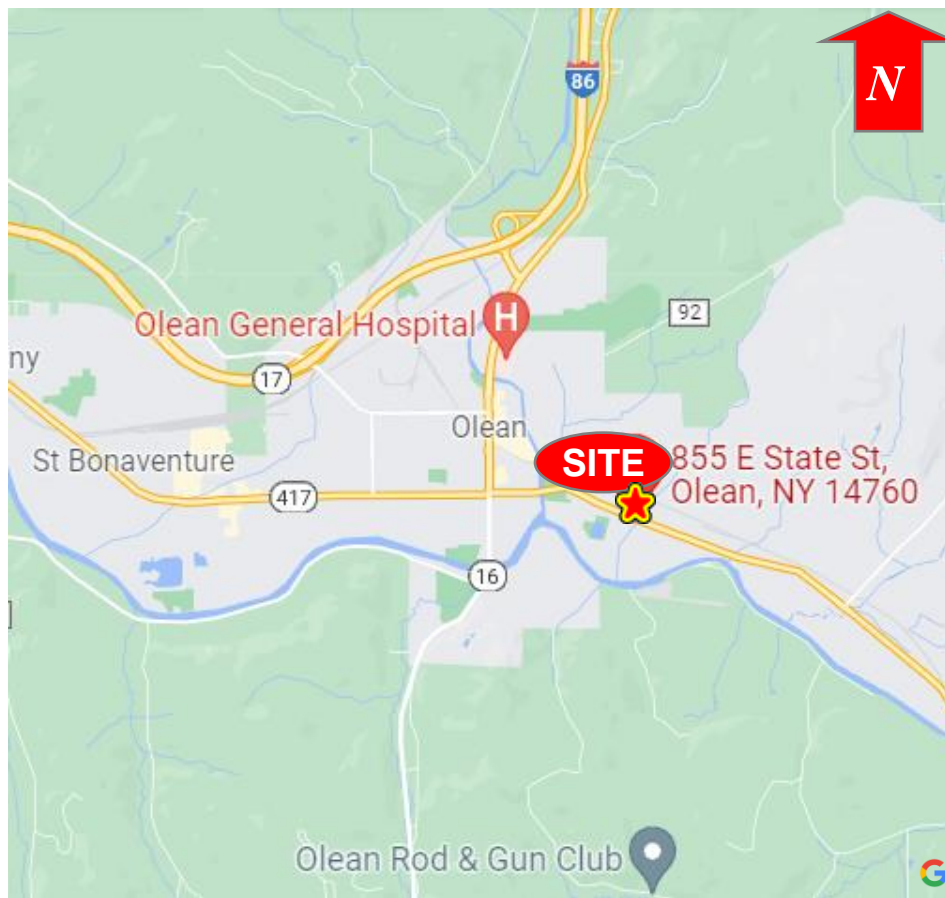 N
86
92
Olean General Hospital
H
ny
17
Olean
St Bonaventure
SITE
855 E State St,
Olean, NY 14760
417
16
Olean Rod & Gun Club
G